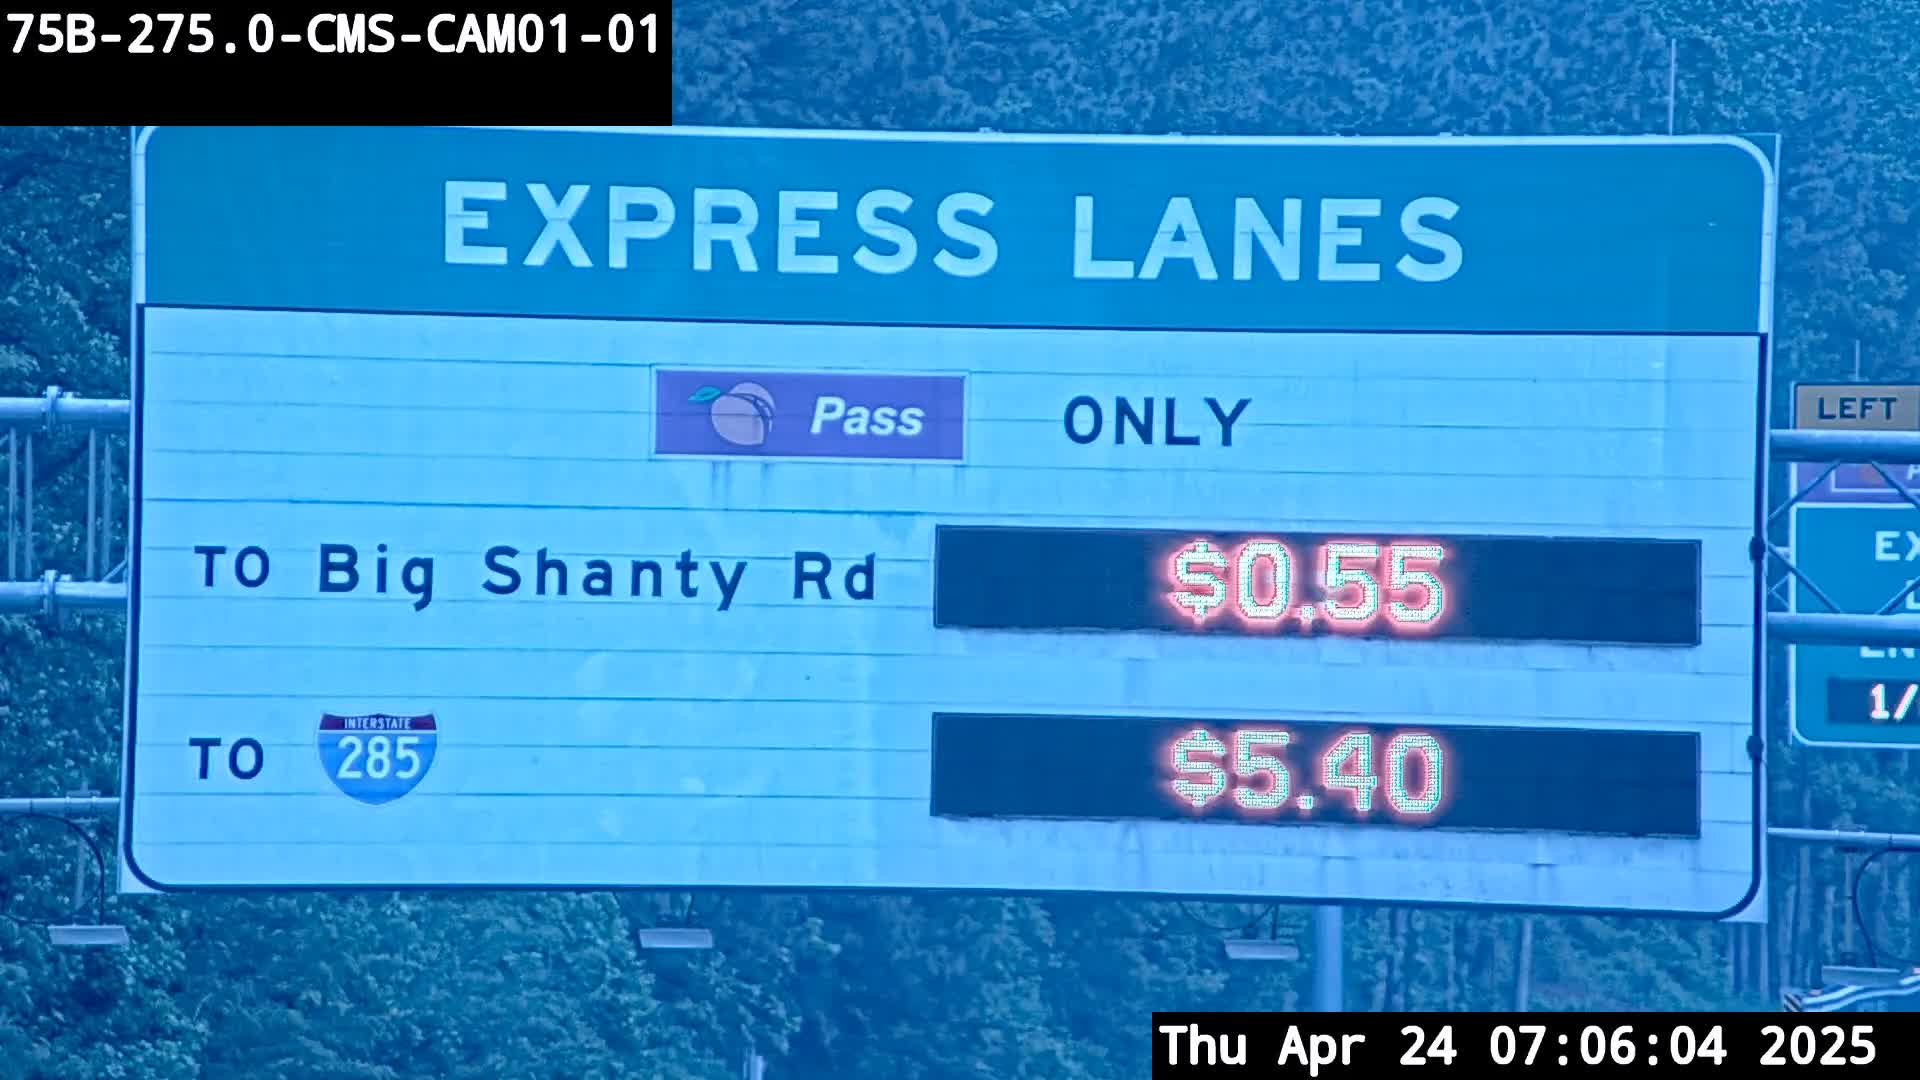 75B-275.0-CMS-CAM01-01
EXPRESS LANES
Pass ONLY
LEFT
TO Big Shanty Rd $0.55
TO INTERSTATE 285 $5.40
1/
Thu Apr 24 07:06:04 2025